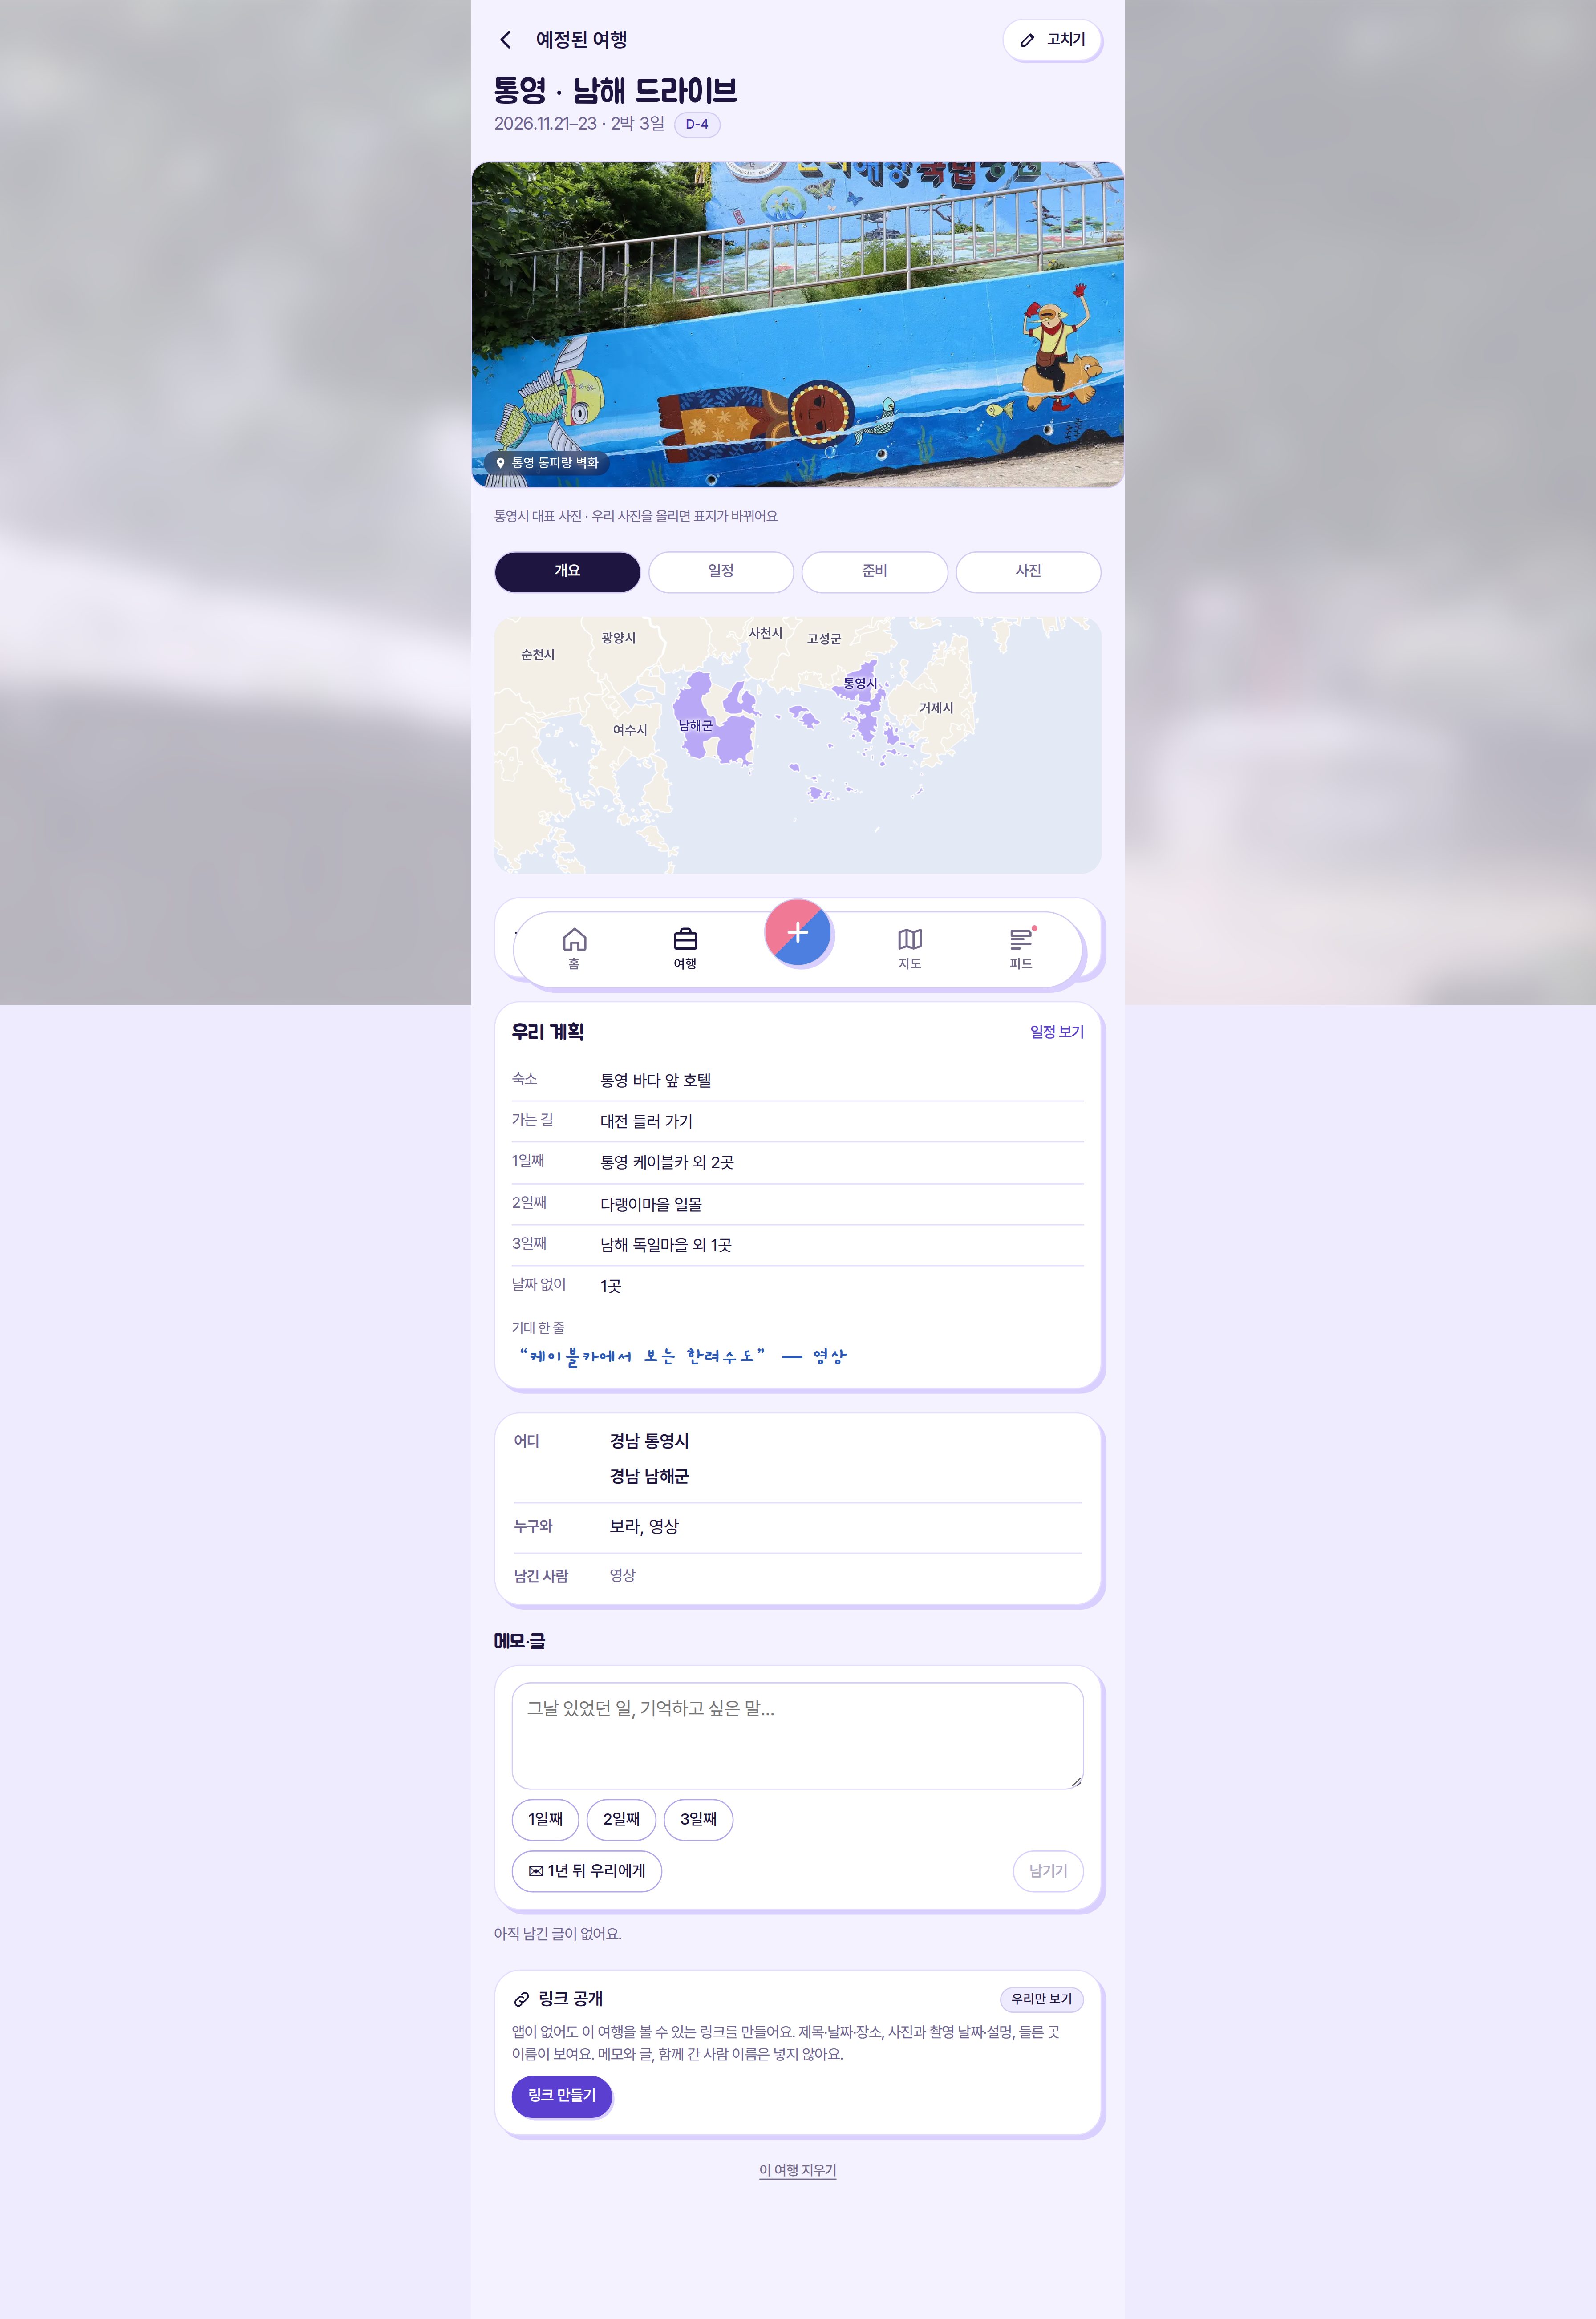 예정된 여행
고치기
통영 · 남해 드라이브
2026.11.21–23 · 2박 3일 D-4
통영 동피랑 벽화
통영시 대표 사진 · 우리 사진을 올리면 표지가 바뀌어요
개요 일정 준비 사진
순천시
광양시
사천시
고성군
통영시
거제시
남해군
여수시
홈 여행 지도 피드
우리 계획
일정 보기
숙소 통영 바다 앞 호텔
가는 길 대전 들러 가기
1일째 통영 케이블카 외 2곳
2일째 다랭이마을 일몰
3일째 남해 독일마을 외 1곳
날짜 없이 1곳
기대 한 줄
“케이블카에서 보는 한려수도” — 영상
어디 경남 통영시
경남 남해군
누구와 보라, 영상
남긴 사람 영상
메모·글
그날 있었던 일, 기억하고 싶은 말…
1일째 2일째 3일째
✉ 1년 뒤 우리에게
남기기
아직 남긴 글이 없어요.
링크 공개
우리만 보기
앱이 없어도 이 여행을 볼 수 있는 링크를 만들어요. 제목·날짜·장소, 사진과 촬영 날짜·설명, 들른 곳
이름이 보여요. 메모와 글, 함께 간 사람 이름은 넣지 않아요.
링크 만들기
이 여행 지우기